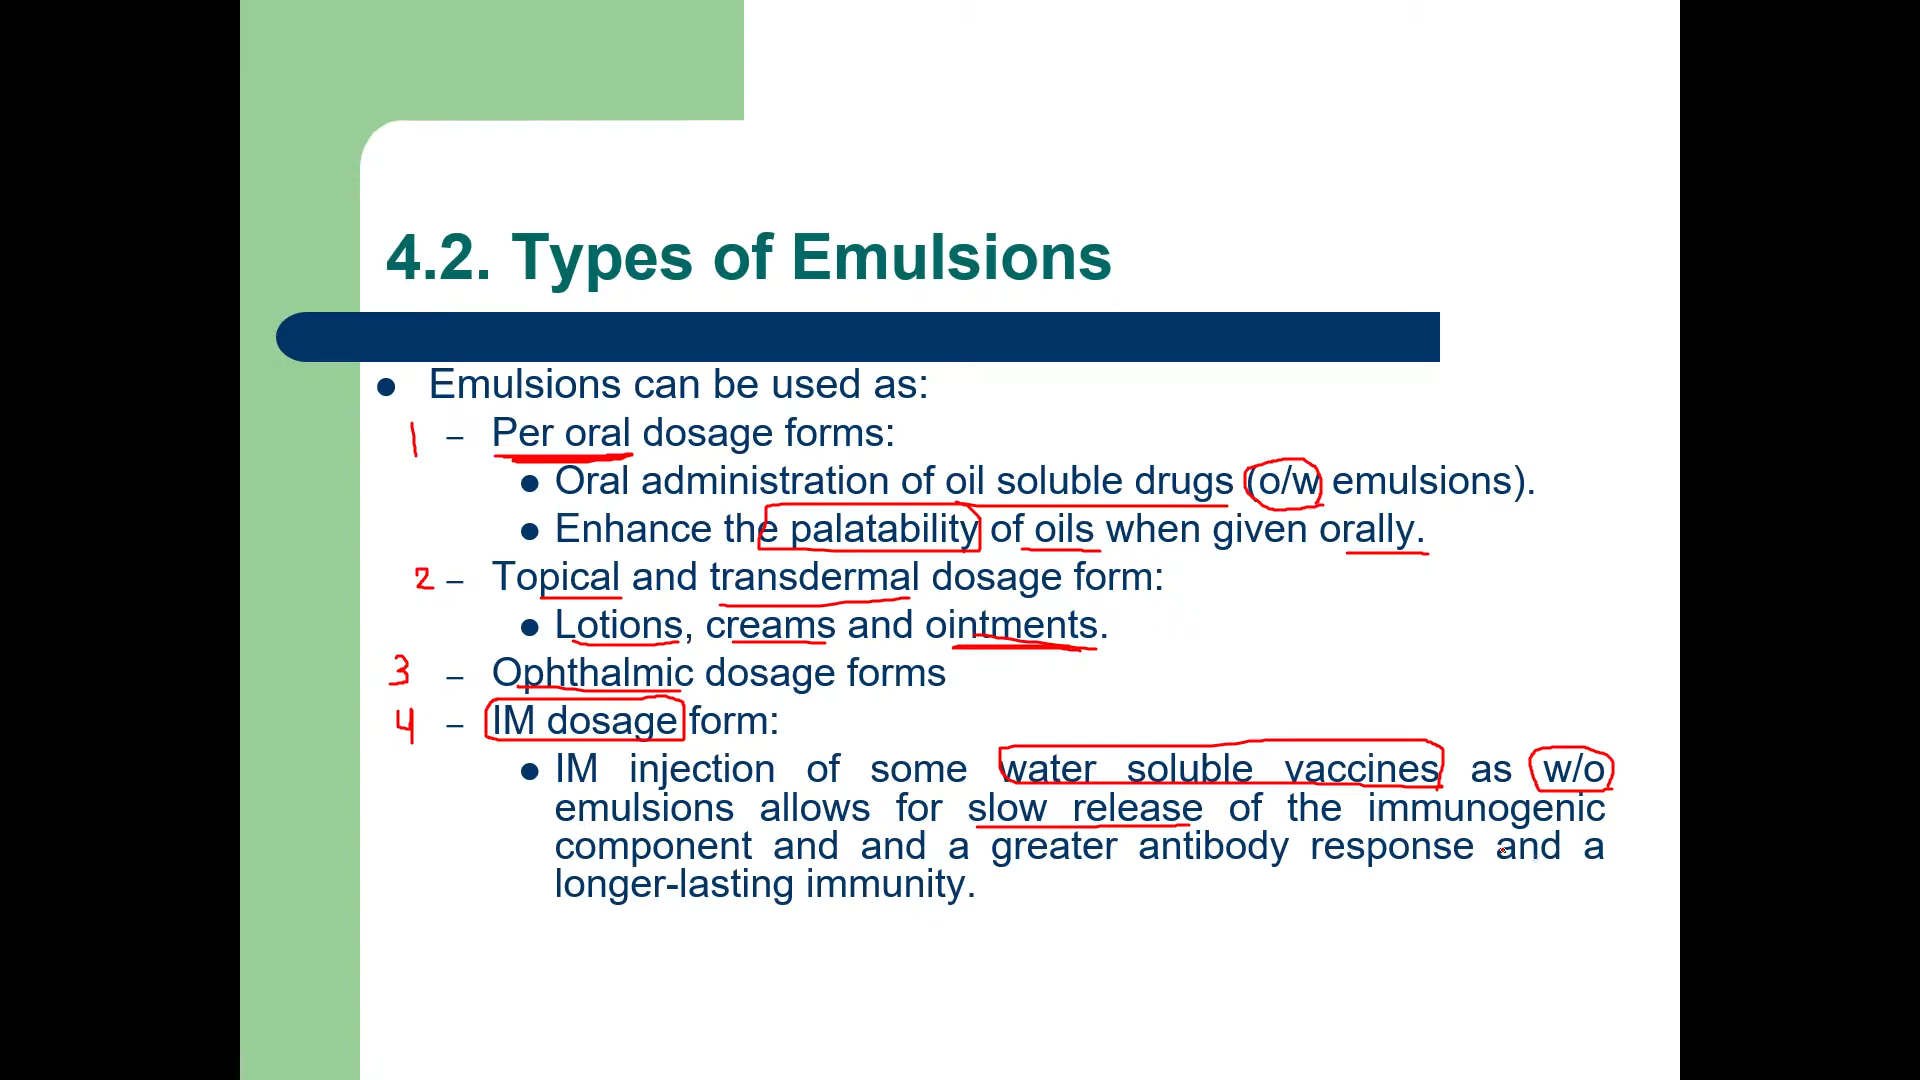 4.2. Types of Emulsions
● Emulsions can be used as:
1 – Per oral dosage forms:
● Oral administration of oil soluble drugs (o/w emulsions).
● Enhance the palatability of oils when given orally.
2 – Topical and transdermal dosage form:
● Lotions, creams and ointments.
3 – Ophthalmic dosage forms
4 – IM dosage form:
● IM injection of some water soluble vaccines as w/o
emulsions allows for slow release of the immunogenic
component and and a greater antibody response and a
longer-lasting immunity.